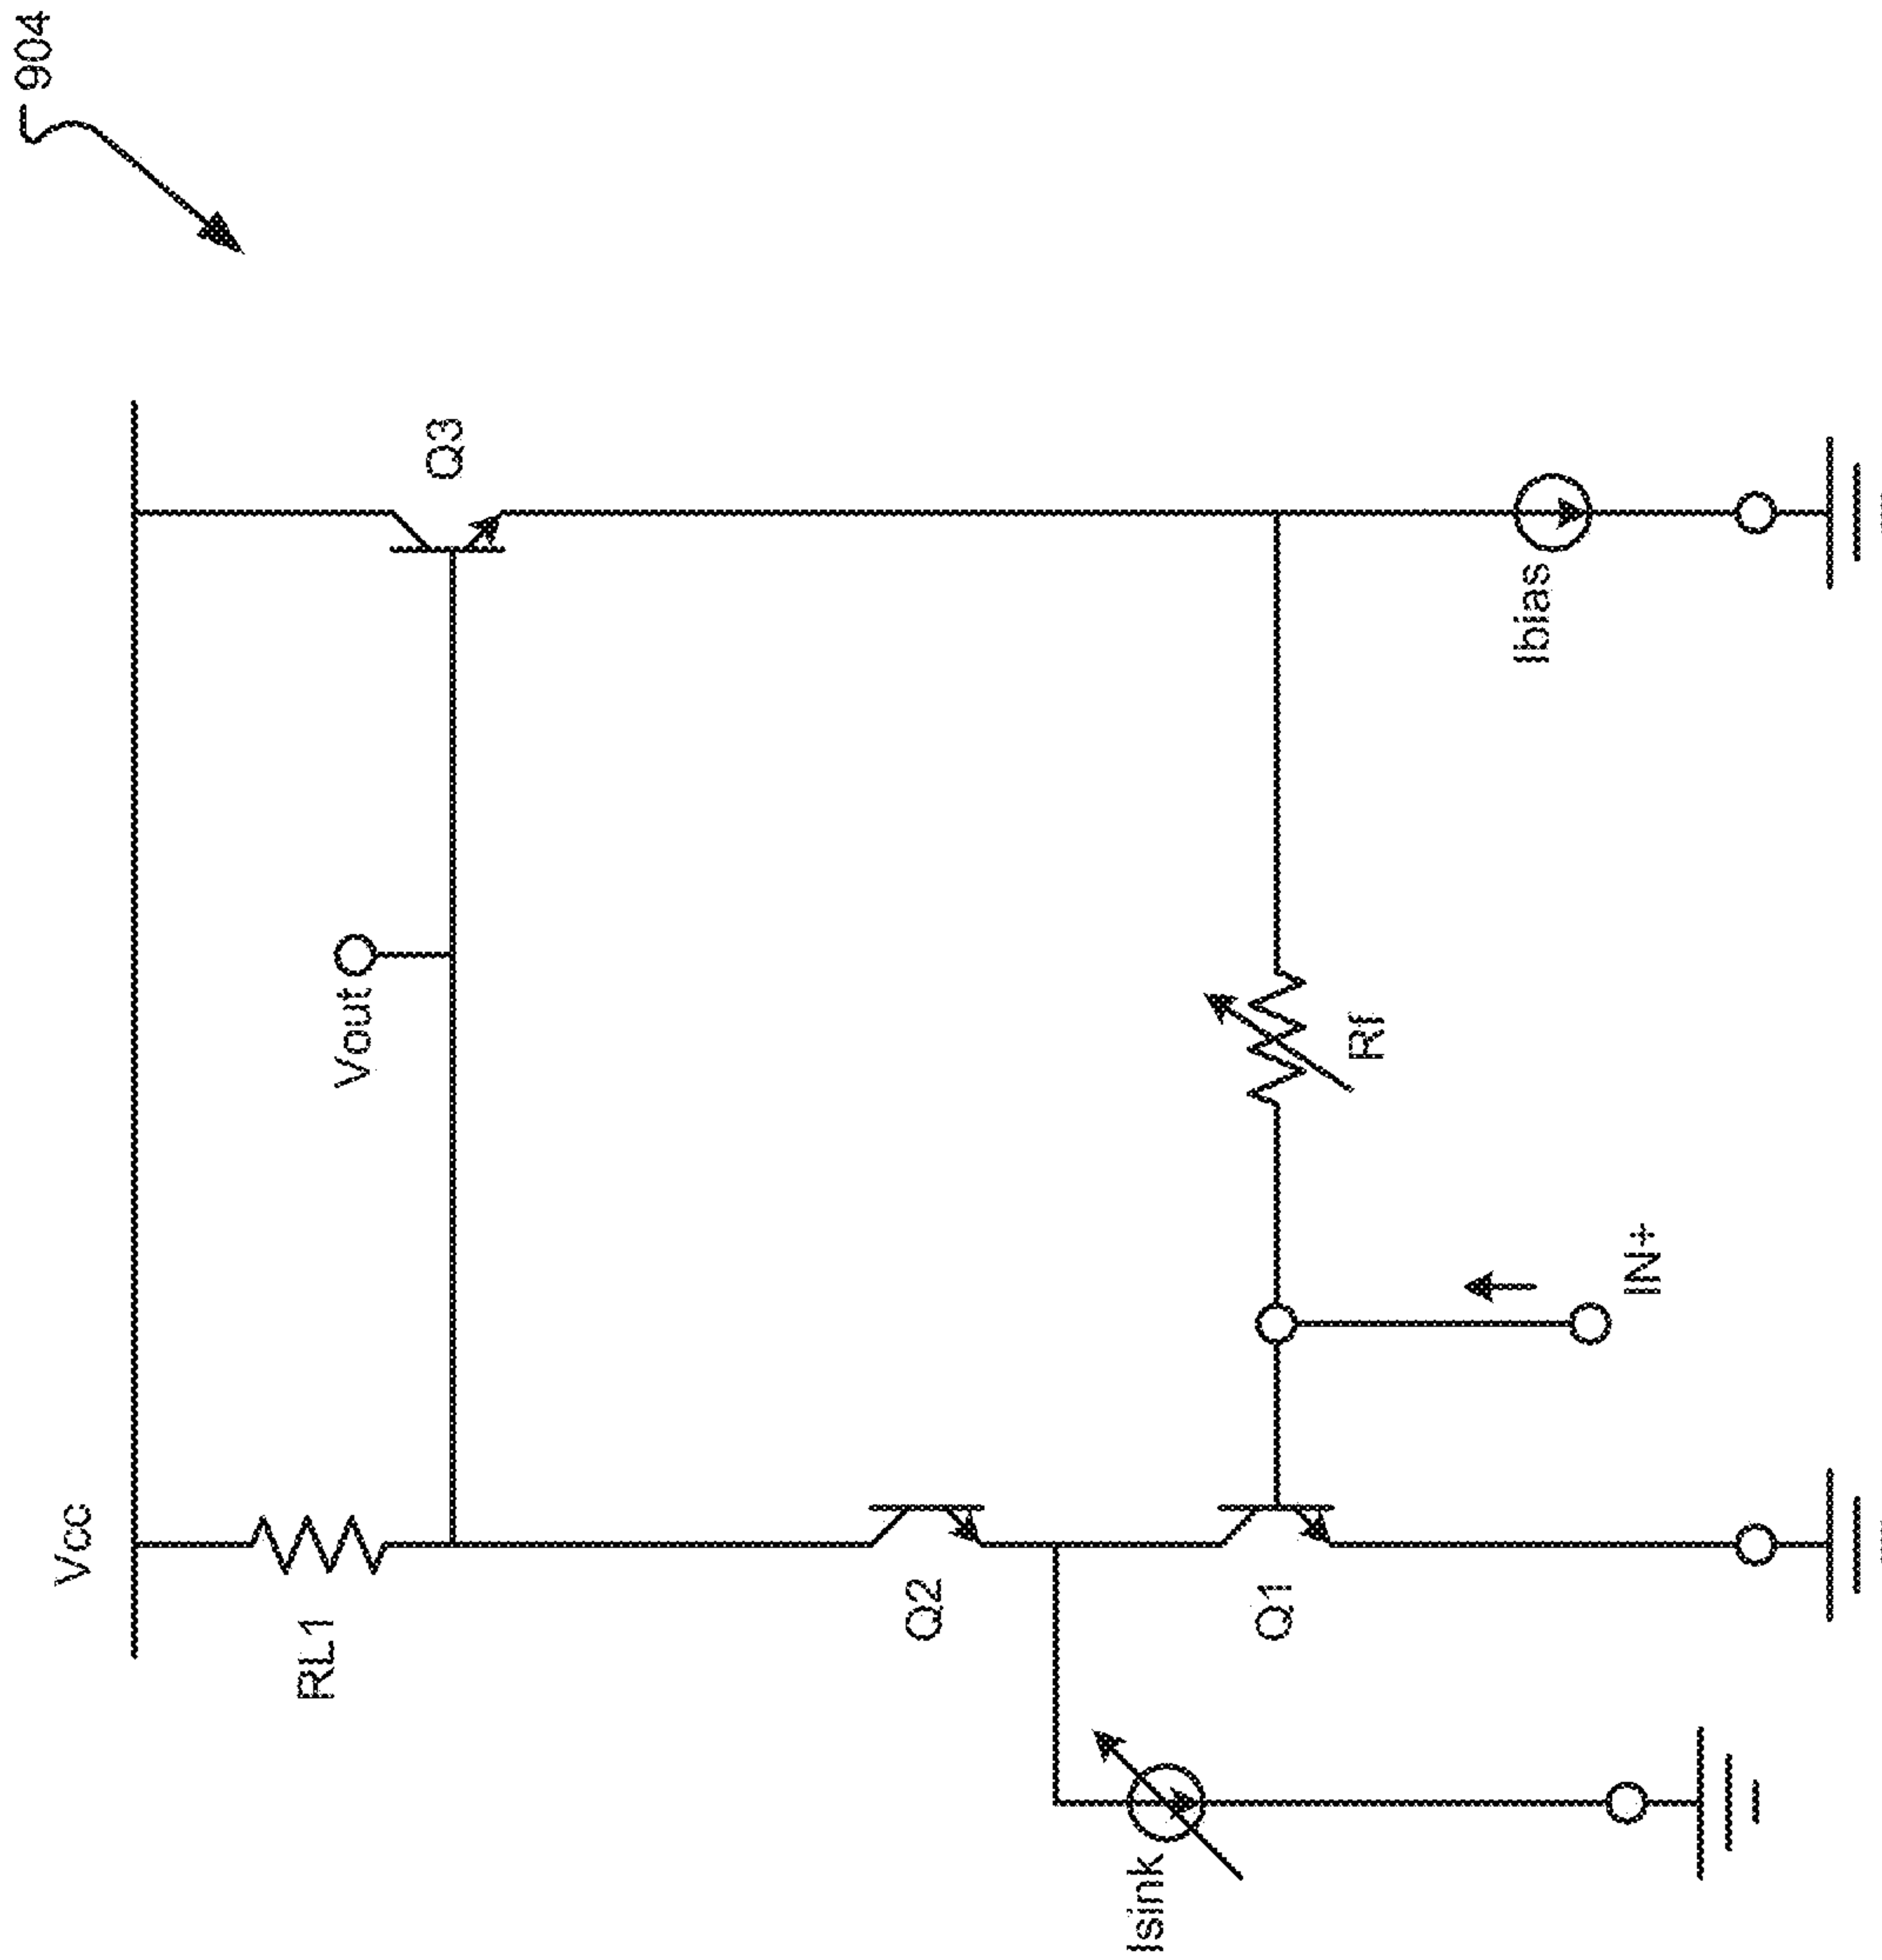 904
Vcc
RL1
Vout
Q3
Q2
Q1
Rf
Isink
IN+
Ibias